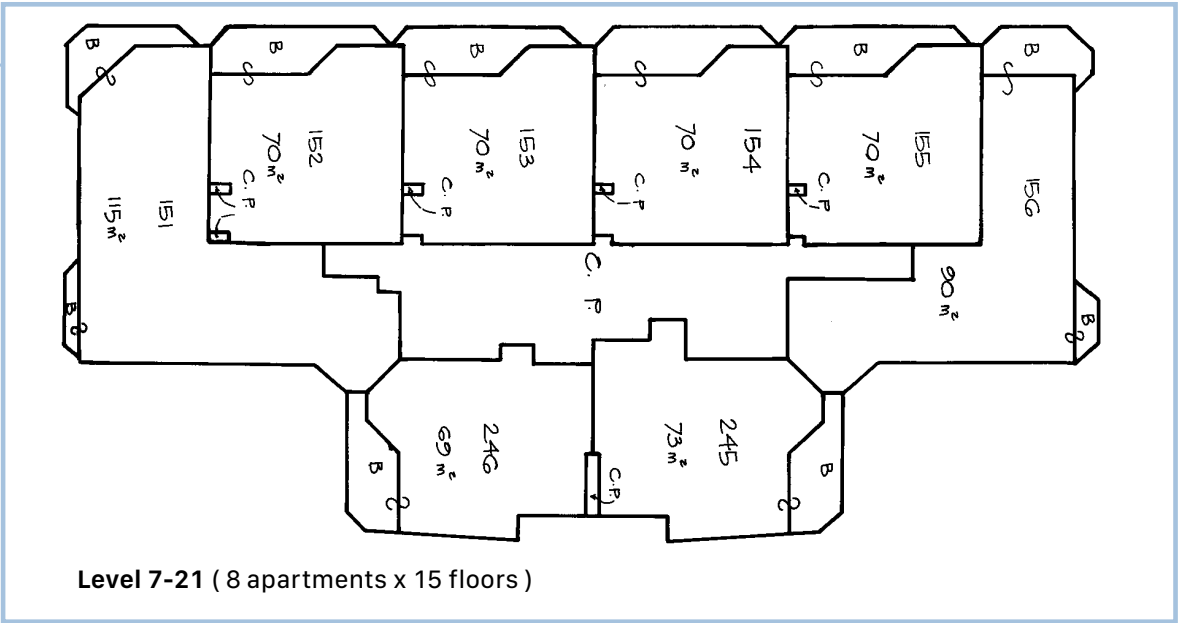 B
B
B
B
B
B
151
115 m²
152
70 m²
C.P.
153
70 m²
C.P.
154
70 m²
C.P.
155
70 m²
C.P.
156
90 m²
C. P.
B
B
246
69 m²
245
73 m²
C.P.
B
B
Level 7-21 ( 8 apartments x 15 floors )